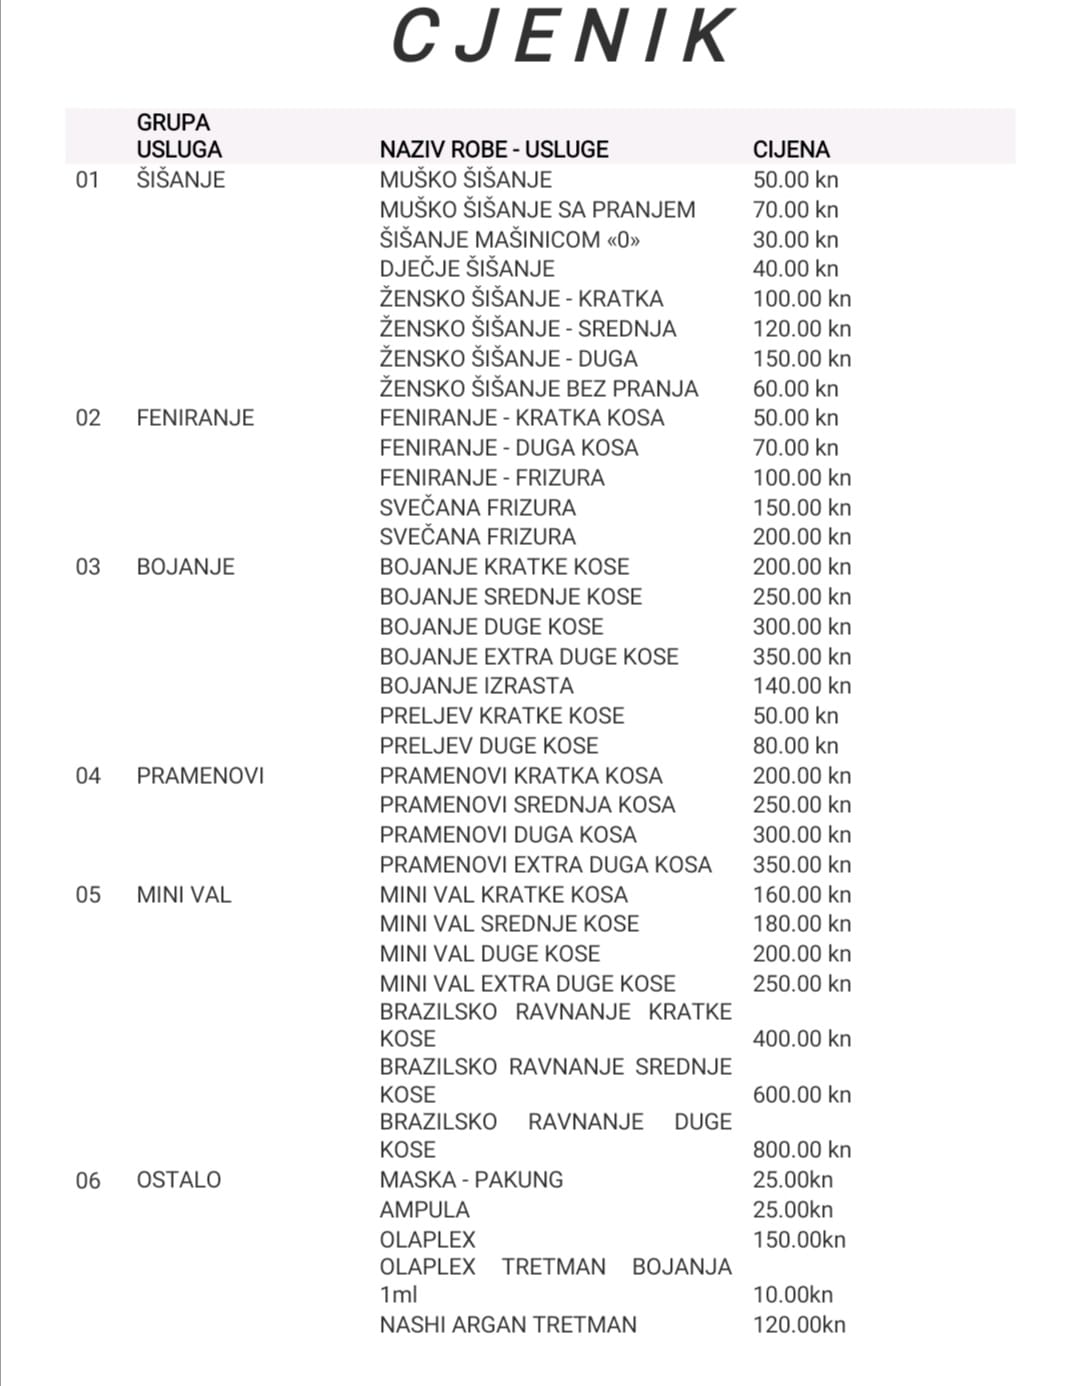 CJENIK
GRUPA
USLUGA NAZIV ROBE - USLUGE CIJENA
01 ŠIŠANJE MUŠKO ŠIŠANJE 50.00 kn
MUŠKO ŠIŠANJE SA PRANJEM 70.00 kn
ŠIŠANJE MAŠINICOM «0» 30.00 kn
DJEČJE ŠIŠANJE 40.00 kn
ŽENSKO ŠIŠANJE - KRATKA 100.00 kn
ŽENSKO ŠIŠANJE - SREDNJA 120.00 kn
ŽENSKO ŠIŠANJE - DUGA 150.00 kn
ŽENSKO ŠIŠANJE BEZ PRANJA 60.00 kn
02 FENIRANJE FENIRANJE - KRATKA KOSA 50.00 kn
FENIRANJE - DUGA KOSA 70.00 kn
FENIRANJE - FRIZURA 100.00 kn
SVEČANA FRIZURA 150.00 kn
SVEČANA FRIZURA 200.00 kn
03 BOJANJE BOJANJE KRATKE KOSE 200.00 kn
BOJANJE SREDNJE KOSE 250.00 kn
BOJANJE DUGE KOSE 300.00 kn
BOJANJE EXTRA DUGE KOSE 350.00 kn
BOJANJE IZRASTA 140.00 kn
PRELJEV KRATKE KOSE 50.00 kn
PRELJEV DUGE KOSE 80.00 kn
04 PRAMENOVI PRAMENOVI KRATKA KOSA 200.00 kn
PRAMENOVI SREDNJA KOSA 250.00 kn
PRAMENOVI DUGA KOSA 300.00 kn
PRAMENOVI EXTRA DUGA KOSA 350.00 kn
05 MINI VAL MINI VAL KRATKE KOSA 160.00 kn
MINI VAL SREDNJE KOSE 180.00 kn
MINI VAL DUGE KOSE 200.00 kn
MINI VAL EXTRA DUGE KOSE 250.00 kn
BRAZILSKO RAVNANJE KRATKE
KOSE 400.00 kn
BRAZILSKO RAVNANJE SREDNJE
KOSE 600.00 kn
BRAZILSKO RAVNANJE DUGE
KOSE 800.00 kn
06 OSTALO MASKA - PAKUNG 25.00kn
AMPULA 25.00kn
OLAPLEX 150.00kn
OLAPLEX TRETMAN BOJANJA
1ml 10.00kn
NASHI ARGAN TRETMAN 120.00kn